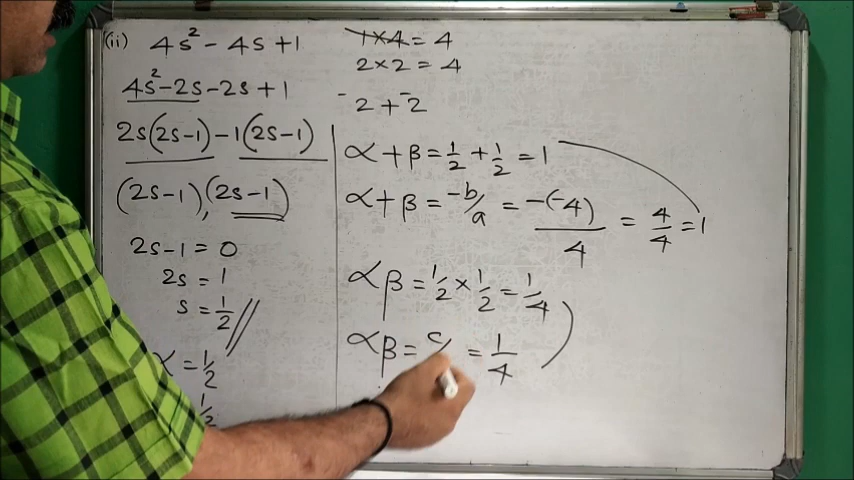 (ii) 4s² - 4s + 1
4s² - 2s - 2s + 1
2s(2s-1) - 1(2s-1)
(2s-1), (2s-1)
2s-1 = 0
2s = 1
s = 1/2 //
α = 1/2
1/2
1×4 = 4
2×2 = 4
-2 + -2
α + β = 1/2 + 1/2 = 1
α + β = -b/a = -(-4)/4 = 4/4 = 1
αβ = 1/2 × 1/2 = 1/4
αβ = c/ = 1/4